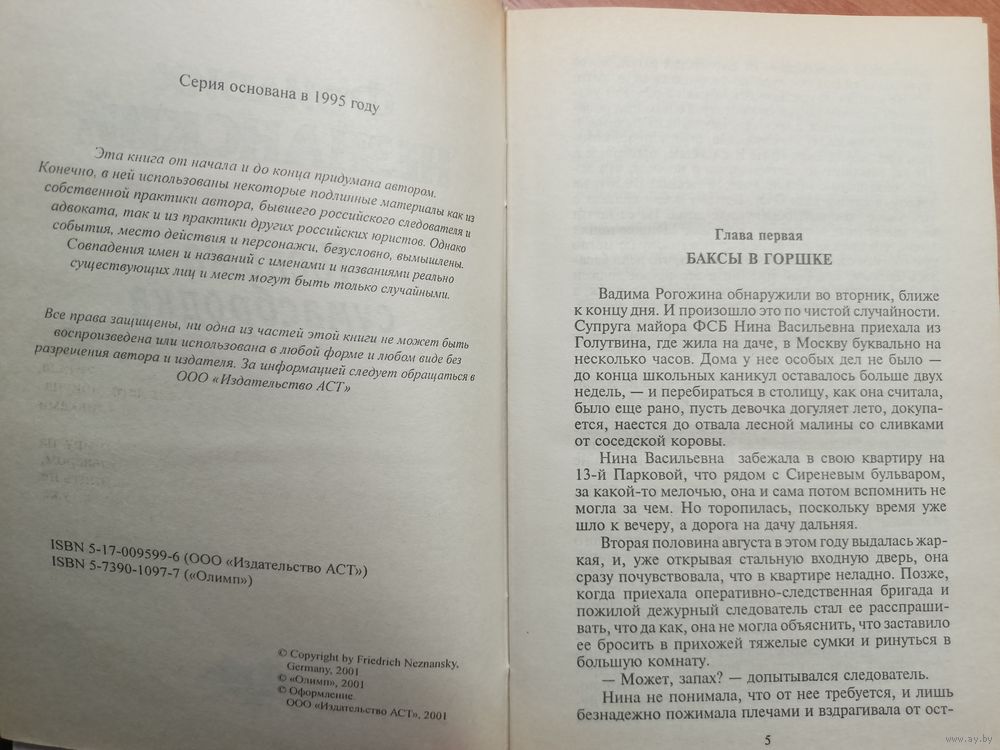 Серия основана в 1995 году
Эта книга от начала и до конца придумана автором.
Конечно, в ней использованы некоторые подлинные материалы как из
собственной практики автора, бывшего российского следователя и
адвоката, так и из практики других российских юристов. Однако
события, место действия и персонажи, безусловно, вымышлены.
Совпадения имен и названий с именами и названиями реально
существующих лиц и мест могут быть только случайными.
Все права защищены, ни одна из частей этой книги не может быть
воспроизведена или использована в любой форме и любом виде без
разрешения автора и издателя. За информацией следует обращаться в
ООО «Издательство АСТ»
ISBN 5-17-009599-6 (ООО «Издательство АСТ»)
ISBN 5-7390-1097-7 («Олимп»)
© Copyright by Friedrich Neznansky,
Germany, 2001
© «Олимп», 2001
© Оформление.
ООО «Издательство АСТ», 2001
Глава первая
БАКСЫ В ГОРШКЕ
Вадима Рогожина обнаружили во вторник, ближе
к концу дня. И произошло это по чистой случайности.
Супруга майора ФСБ Нина Васильевна приехала из
Голутвина, где жила на даче, в Москву буквально на
несколько часов. Дома у нее особых дел не было —
до конца школьных каникул оставалось больше двух
недель, — и перебираться в столицу, как она считала,
было еще рано, пусть девочка догуляет лето, докупа-
ется, наестся до отвала лесной малины со сливками
от соседской коровы.
Нина Васильевна забежала в свою квартиру на
13-й Парковой, что рядом с Сиреневым бульваром,
за какой-то мелочью, она и сама потом вспомнить не
могла за чем. Но торопилась, поскольку время уже
шло к вечеру, а дорога на дачу дальняя.
Вторая половина августа в этом году выдалась жар-
кая, и, уже открывая стальную входную дверь, она
сразу почувствовала, что в квартире неладно. Позже,
когда приехала оперативно-следственная бригада и
пожилой дежурный следователь стал ее расспраши-
вать, что да как, она не могла объяснить, что заставило
ее бросить в прихожей тяжелые сумки и ринуться в
большую комнату.
— Может, запах? — допытывался следователь.
Нина не понимала, что от нее требуется, и лишь
безнадежно пожимала плечами и вздрагивала от ост-
5
www.ay.by